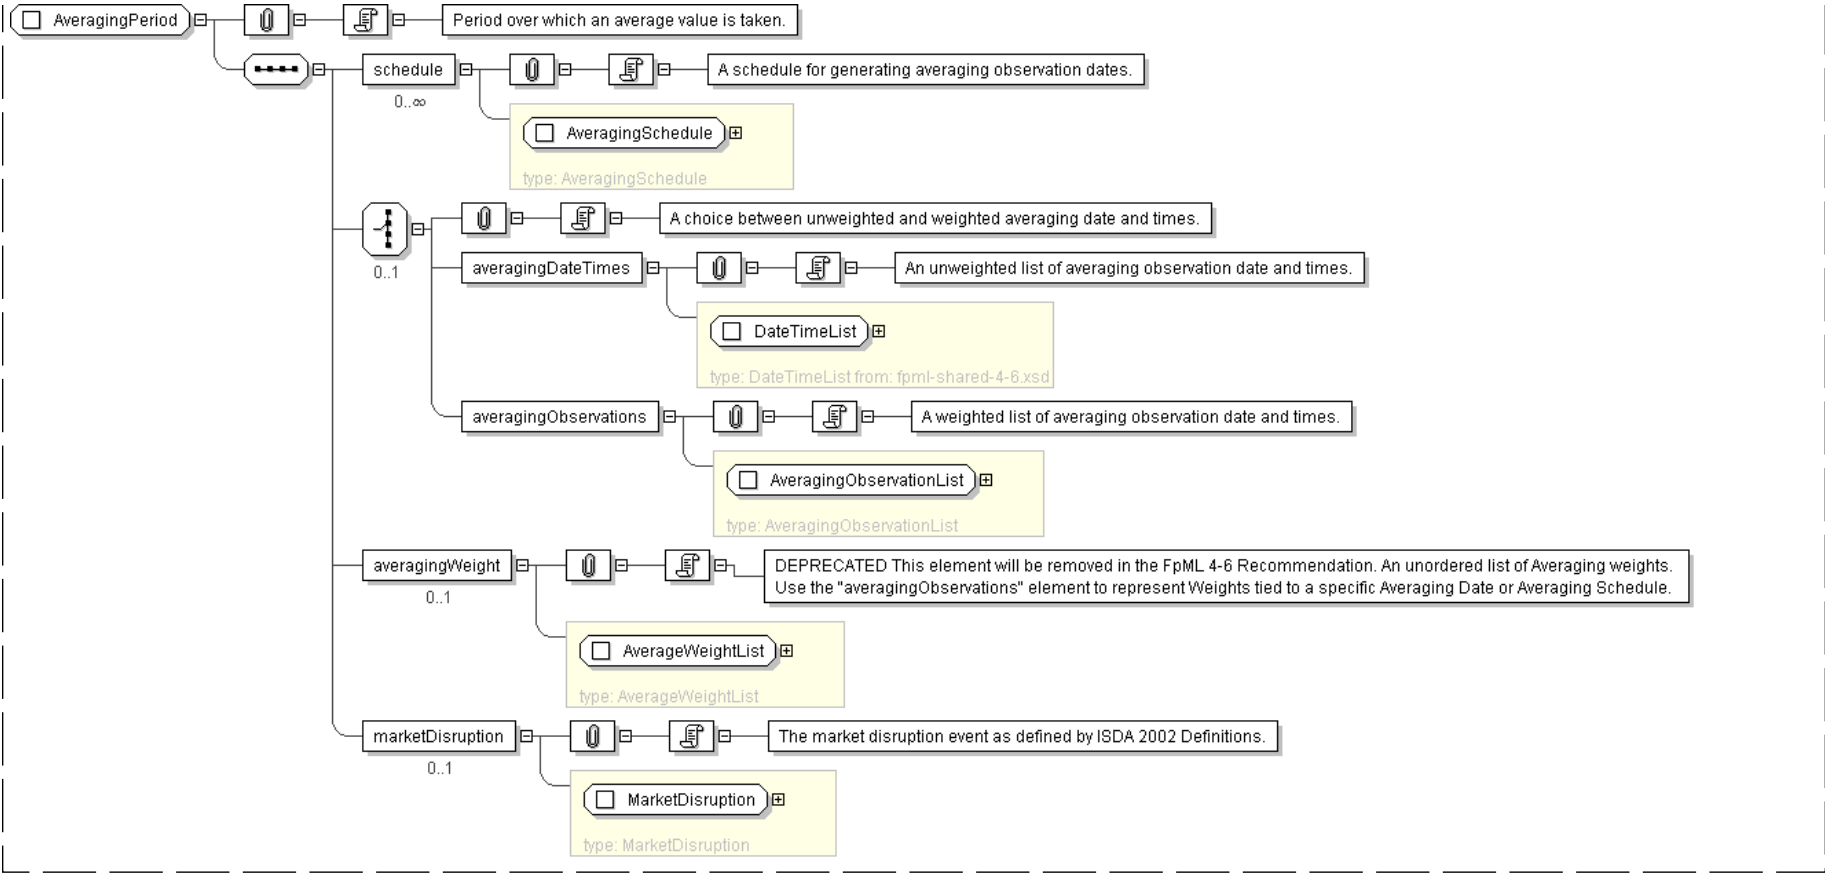 AveragingPeriod
Period over which an average value is taken.
schedule
A schedule for generating averaging observation dates.
0..∞
AveragingSchedule
type: AveragingSchedule
A choice between unweighted and weighted averaging date and times.
0..1
averagingDateTimes
An unweighted list of averaging observation date and times.
DateTimeList
type: DateTimeList from: fpml-shared-4-6.xsd
averagingObservations
A weighted list of averaging observation date and times.
AveragingObservationList
type: AveragingObservationList
averagingWeight
DEPRECATED This element will be removed in the FpML 4-6 Recommendation. An unordered list of Averaging weights.
Use the "averagingObservations" element to represent Weights tied to a specific Averaging Date or Averaging Schedule.
0..1
AverageWeightList
type: AverageWeightList
marketDisruption
The market disruption event as defined by ISDA 2002 Definitions.
0..1
MarketDisruption
type: MarketDisruption